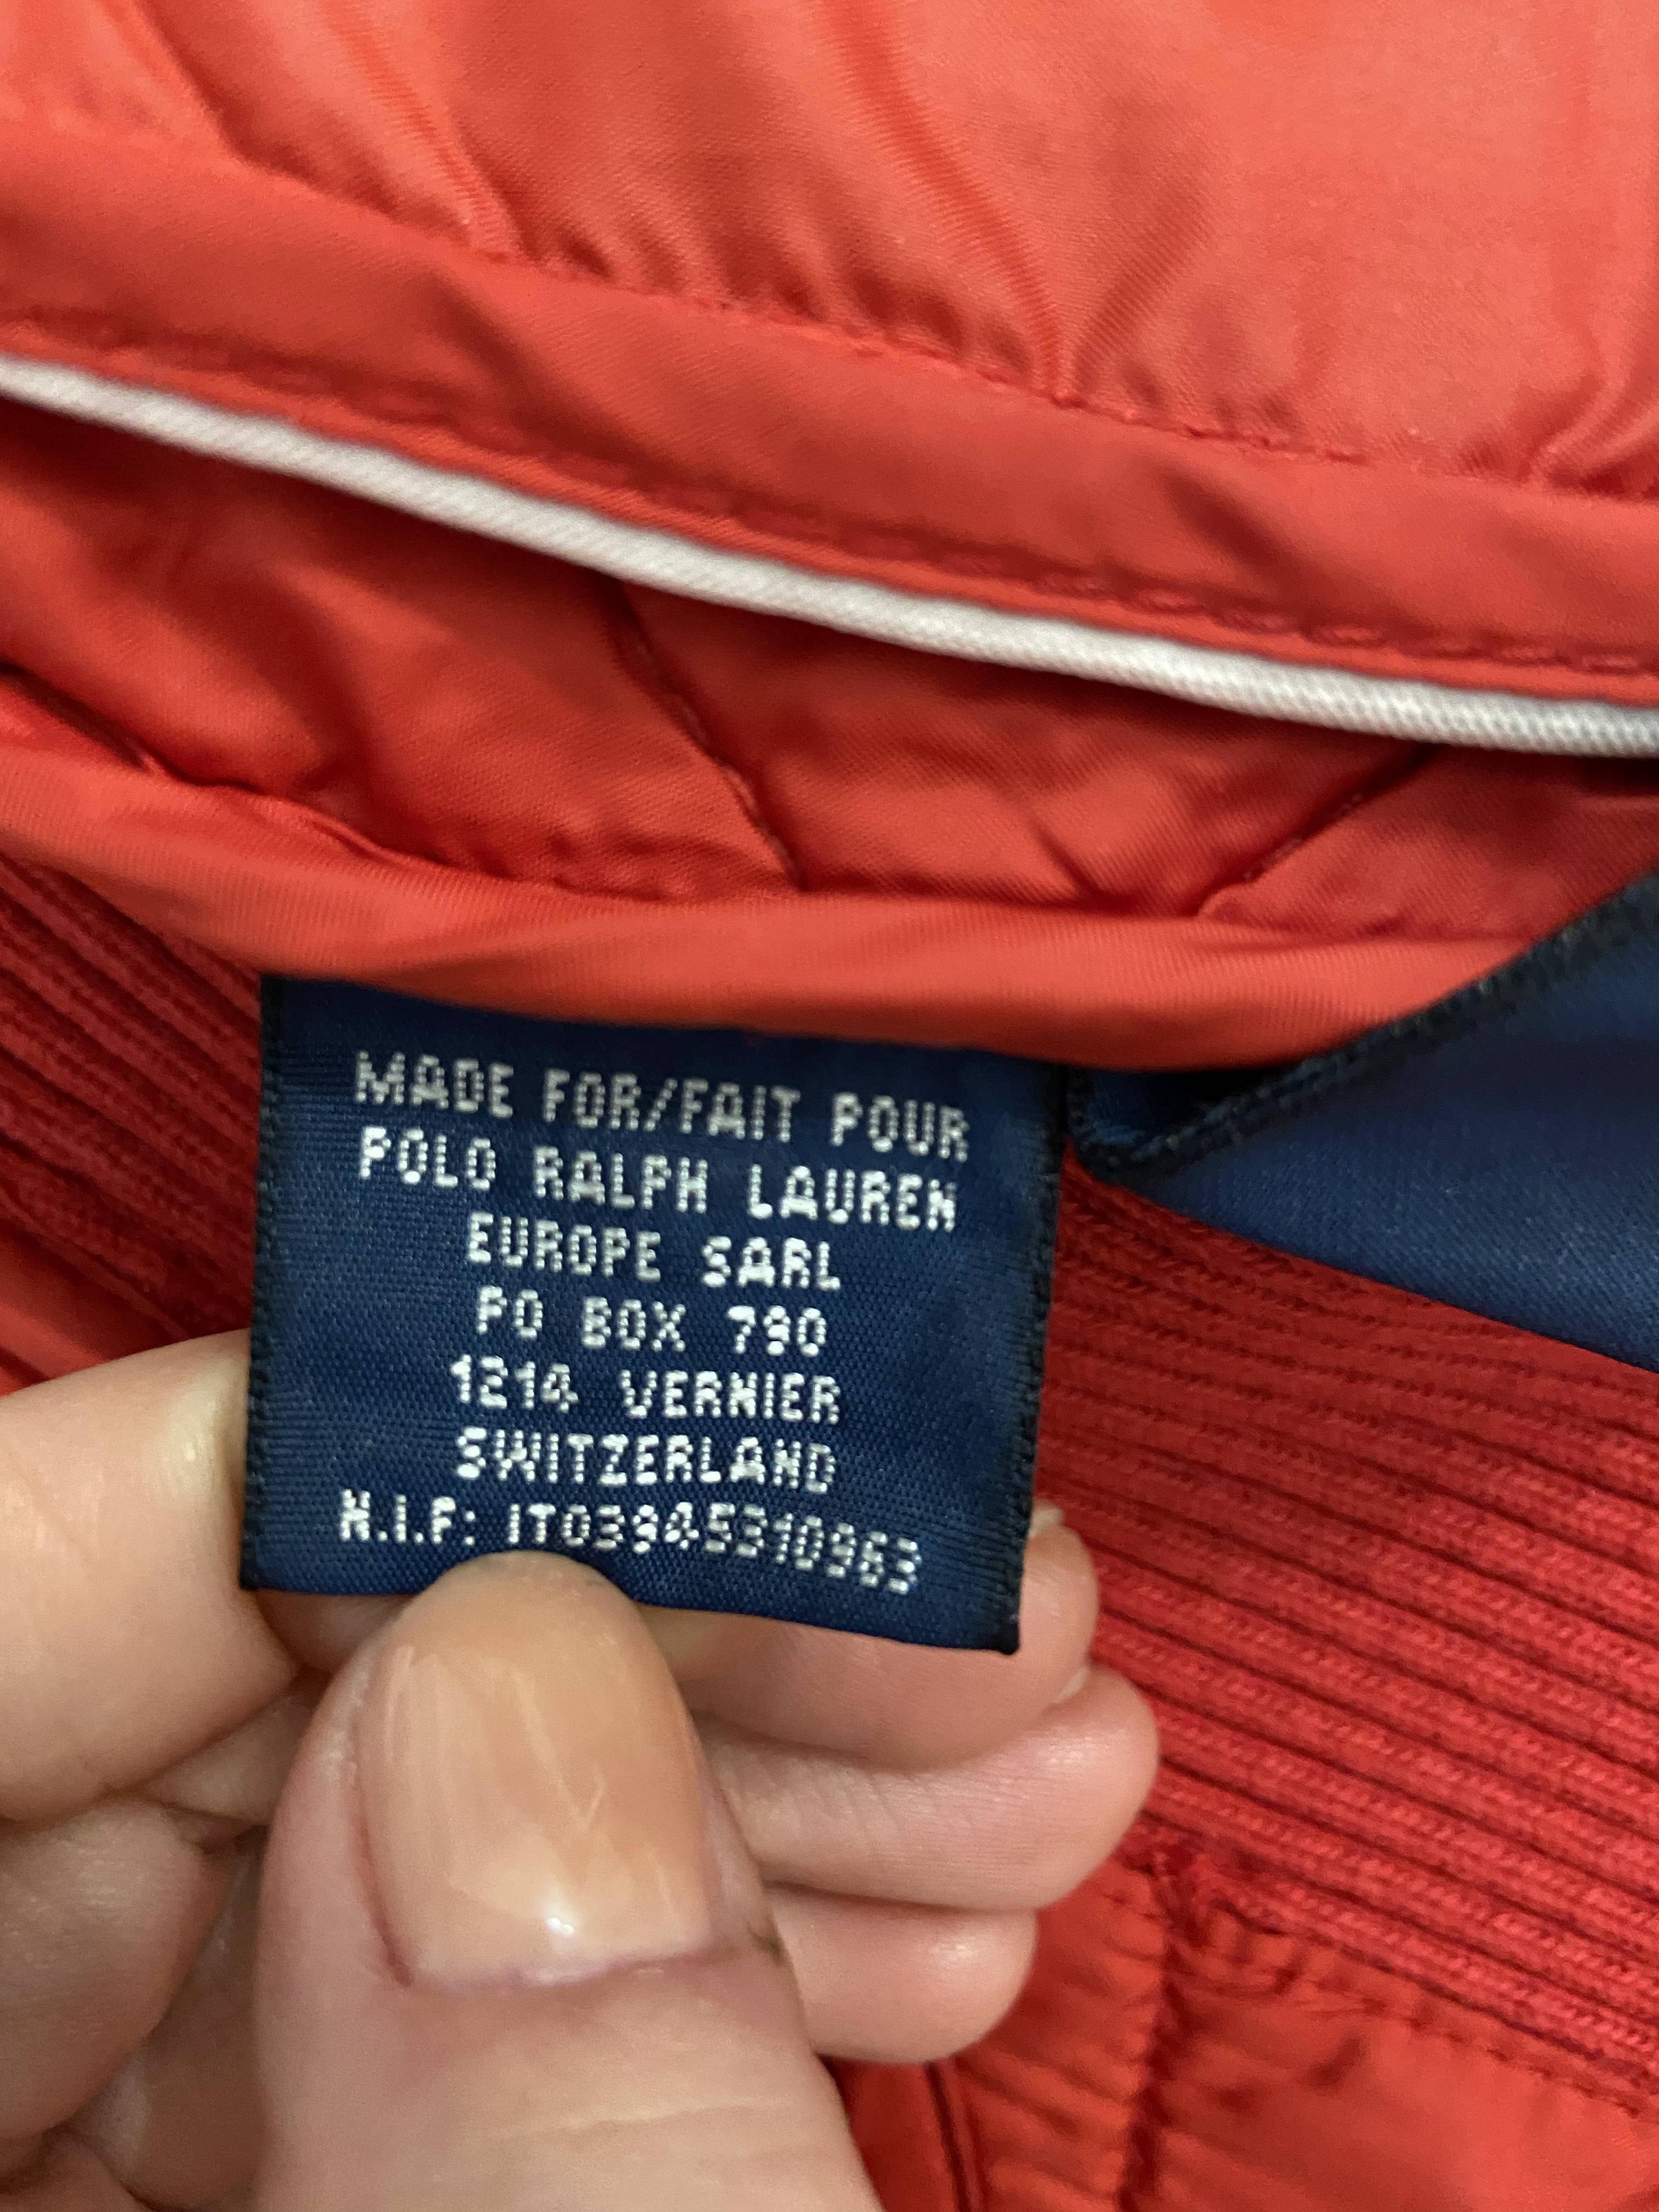 MADE FOR/FAIT POUR
POLO RALPH LAUREN
EUROPE SARL
PO BOX 790
1214 VERNIER
SWITZERLAND
N.I.F: IT03945310963